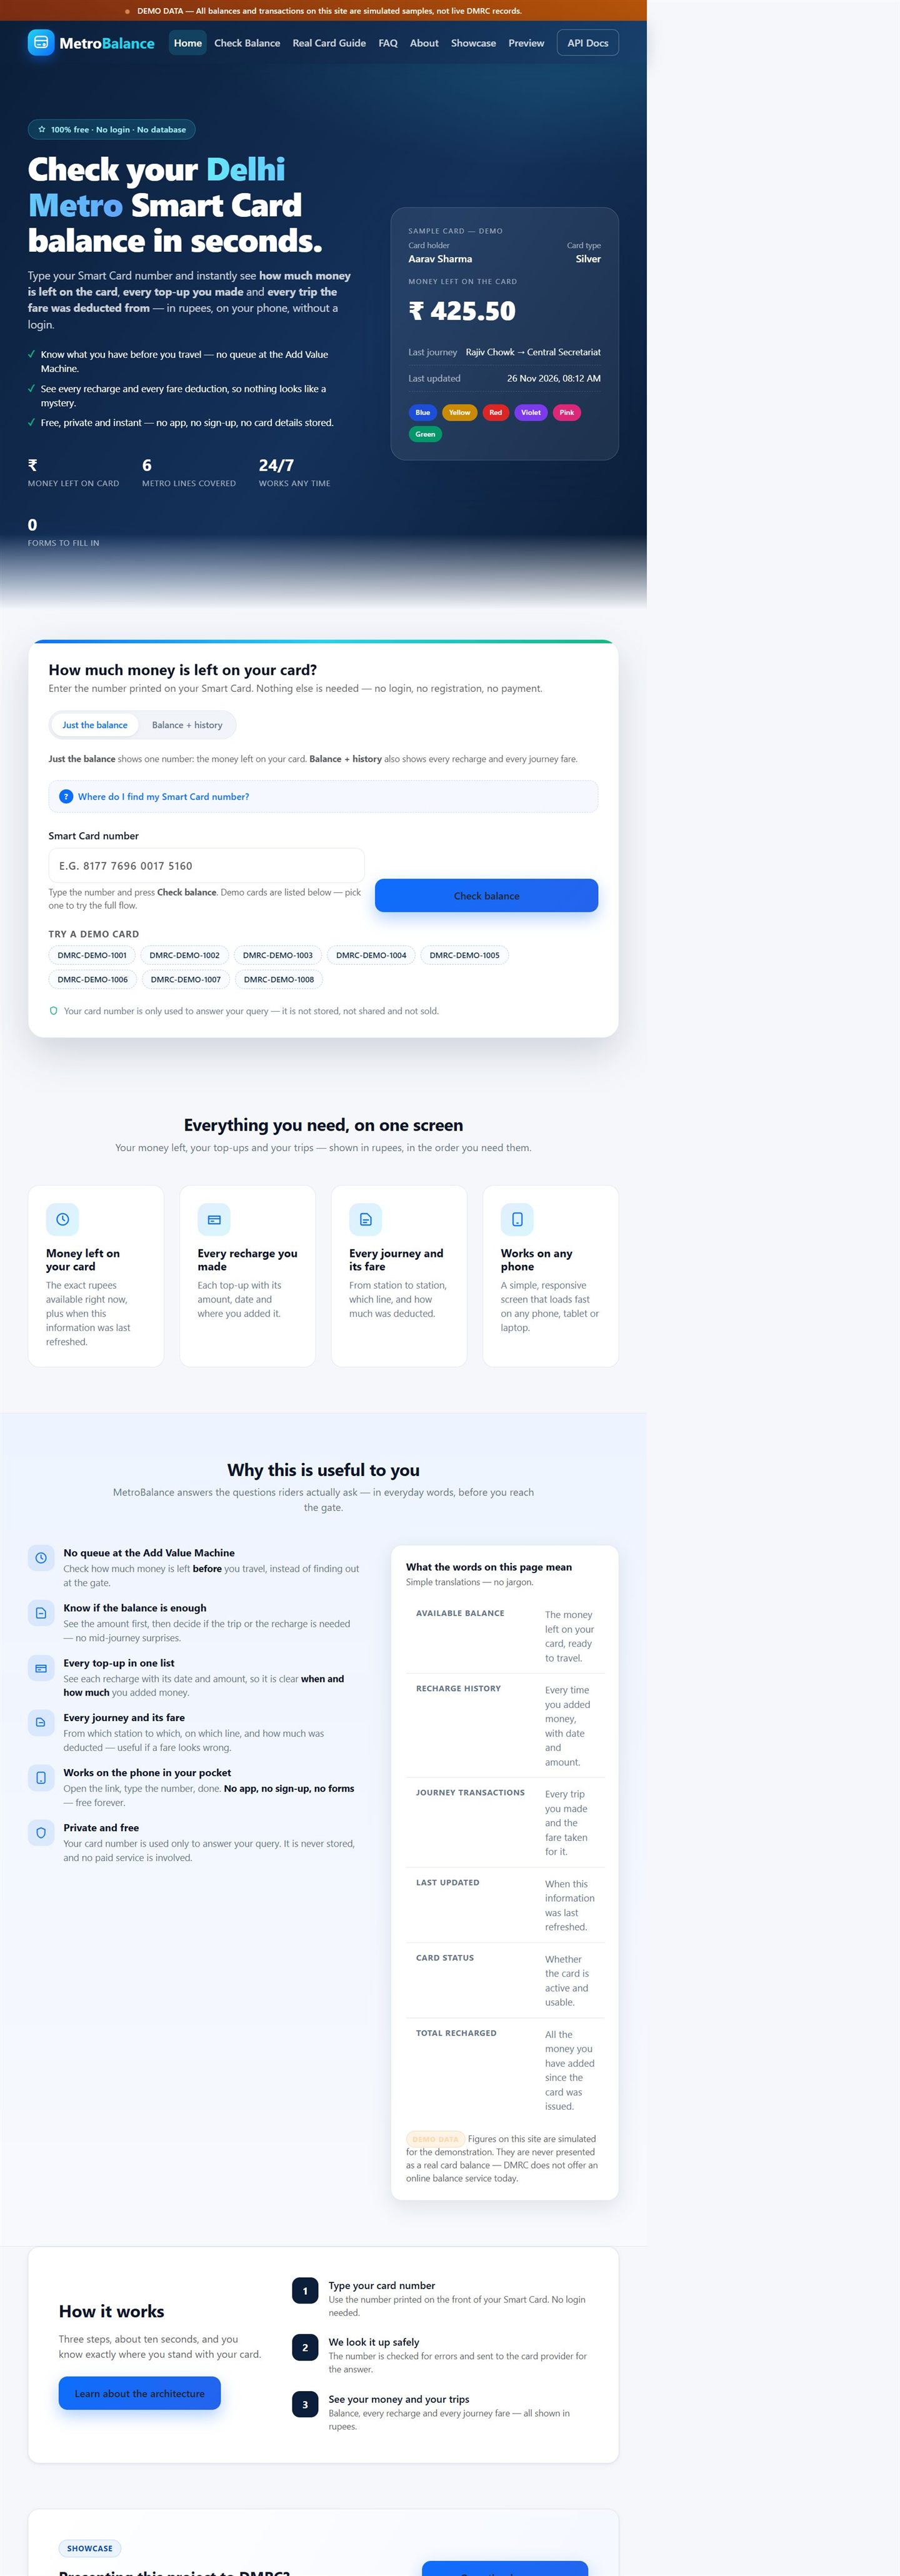 DEMO DATA — All balances and transactions on this site are simulated samples, not live DMRC records.
MetroBalance
Home
Check Balance
Real Card Guide
FAQ
About
Showcase
Preview
API Docs
100% free · No login · No database
Check your Delhi
Metro Smart Card
balance in seconds.
Type your Smart Card number and instantly see how much money
is left on the card, every top-up you made and every trip the
fare was deducted from — in rupees, on your phone, without a
login.
✓ Know what you have before you travel — no queue at the Add Value
Machine.
✓ See every recharge and every fare deduction, so nothing looks like a
mystery.
✓ Free, private and instant — no app, no sign-up, no card details stored.
₹
MONEY LEFT ON CARD
6
METRO LINES COVERED
24/7
WORKS ANY TIME
0
FORMS TO FILL IN
SAMPLE CARD — DEMO
Card holder
Card type
Aarav Sharma
Silver
MONEY LEFT ON THE CARD
₹ 425.50
Last journey
Rajiv Chowk → Central Secretariat
Last updated
26 Nov 2026, 08:12 AM
Blue
Yellow
Red
Violet
Pink
Green
How much money is left on your card?
Enter the number printed on your Smart Card. Nothing else is needed — no login, no registration, no payment.
Just the balance
Balance + history
Just the balance shows one number: the money left on your card. Balance + history also shows every recharge and every journey fare.
? Where do I find my Smart Card number?
Smart Card number
E.G. 8177 7696 0017 5160
Type the number and press Check balance. Demo cards are listed below — pick
one to try the full flow.
Check balance
TRY A DEMO CARD
DMRC-DEMO-1001
DMRC-DEMO-1002
DMRC-DEMO-1003
DMRC-DEMO-1004
DMRC-DEMO-1005
DMRC-DEMO-1006
DMRC-DEMO-1007
DMRC-DEMO-1008
Your card number is only used to answer your query — it is not stored, not shared and not sold.
Everything you need, on one screen
Your money left, your top-ups and your trips — shown in rupees, in the order you need them.
Money left on
your card
The exact rupees
available right now,
plus when this
information was last
refreshed.
Every recharge you
made
Each top-up with its
amount, date and
where you added it.
Every journey and
its fare
From station to station,
which line, and how
much was deducted.
Works on any
phone
A simple, responsive
screen that loads fast
on any phone, tablet or
laptop.
Why this is useful to you
MetroBalance answers the questions riders actually ask — in everyday words, before you reach
the gate.
No queue at the Add Value Machine
Check how much money is left before you travel, instead of finding out
at the gate.
Know if the balance is enough
See the amount first, then decide if the trip or the recharge is needed
— no mid-journey surprises.
Every top-up in one list
See each recharge with its date and amount, so it is clear when and
how much you added money.
Every journey and its fare
From which station to which, on which line, and how much was
deducted — useful if a fare looks wrong.
Works on the phone in your pocket
Open the link, type the number, done. No app, no sign-up, no forms
— free forever.
Private and free
Your card number is used only to answer your query. It is never stored,
and no paid service is involved.
What the words on this page mean
Simple translations — no jargon.
AVAILABLE BALANCE
The money
left on your
card, ready
to travel.
RECHARGE HISTORY
Every time
you added
money,
with date
and
amount.
JOURNEY TRANSACTIONS
Every trip
you made
and the
fare taken
for it.
LAST UPDATED
When this
information
was last
refreshed.
CARD STATUS
Whether
the card is
active and
usable.
TOTAL RECHARGED
All the
money you
have added
since the
card was
issued.
DEMO DATA Figures on this site are simulated
for the demonstration. They are never presented
as a real card balance — DMRC does not offer an
online balance service today.
How it works
Three steps, about ten seconds, and you
know exactly where you stand with your card.
Learn about the architecture
1
Type your card number
Use the number printed on the front of your Smart Card. No login
needed.
2
We look it up safely
The number is checked for errors and sent to the card provider for
the answer.
3
See your money and your trips
Balance, every recharge and every journey fare — all shown in
rupees.
SHOWCASE
Presenting this project to DMRC?